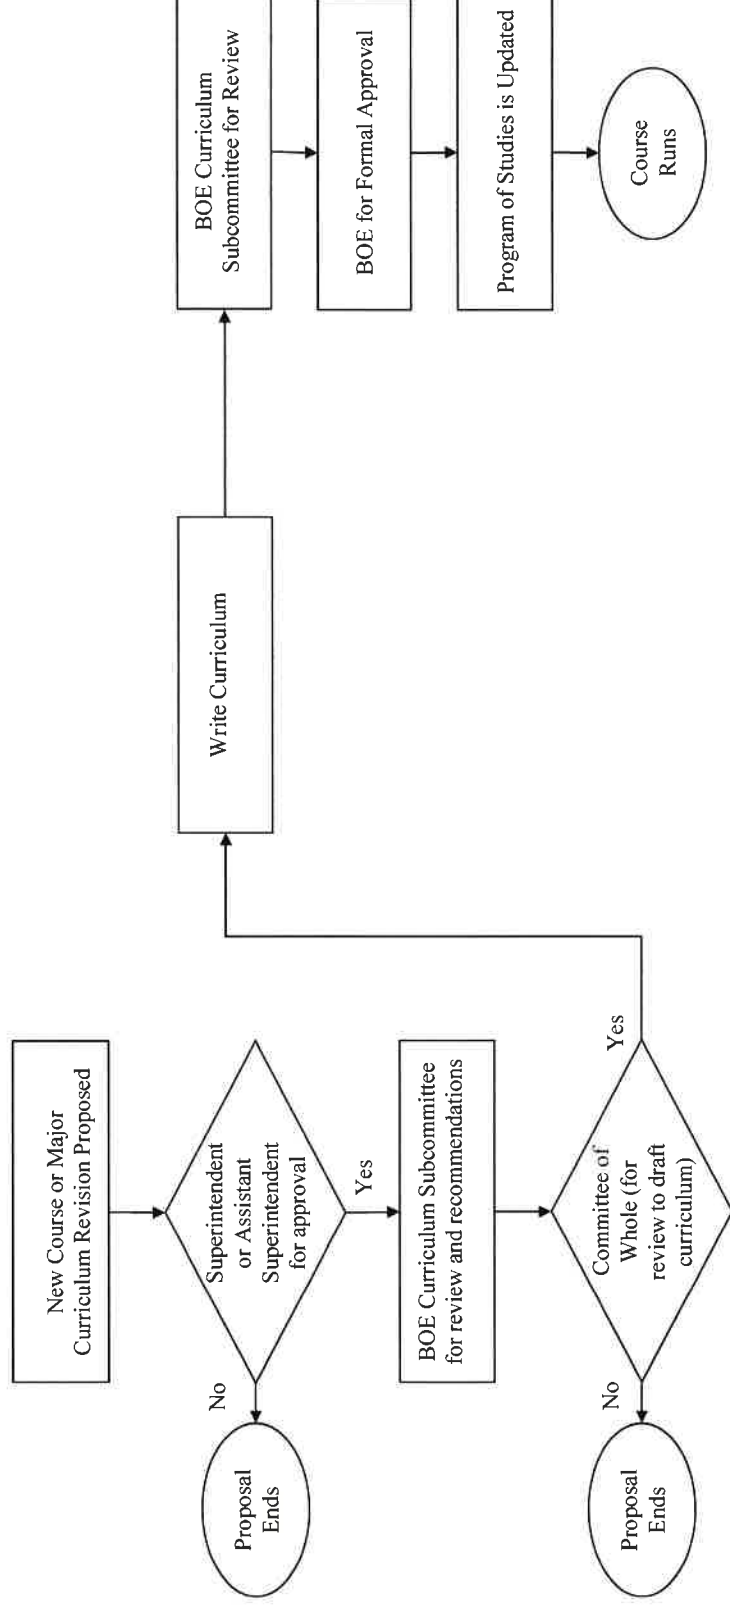 New Course or Major
Curriculum Revision Proposed
Superintendent
or Assistant
Superintendent
for approval
No
Proposal
Ends
Yes
BOE Curriculum Subcommittee
for review and recommendations
Committee of
Whole (for
review to draft
curriculum)
No
Proposal
Ends
Yes
Write Curriculum
BOE Curriculum
Subcommittee for Review
BOE for Formal Approval
Program of Studies is Updated
Course
Runs